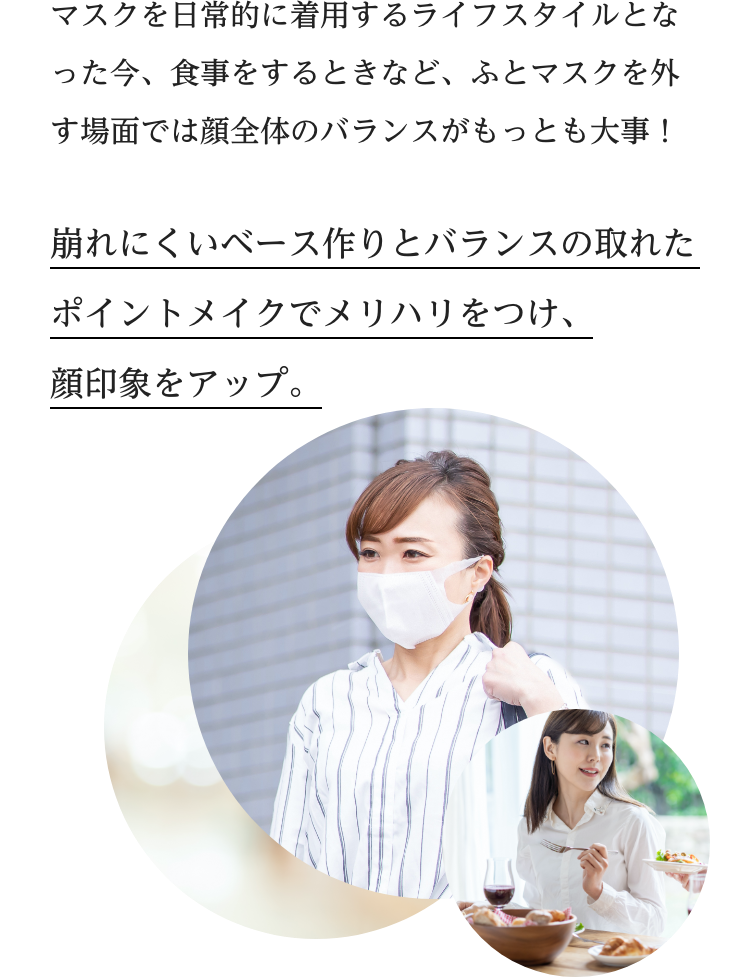 マスクを日常的に着用するライフスタイルとな
った今、食事をするときなど、ふとマスクを外
す場面では顔全体のバランスがもっとも大事！
崩れにくいベース作りとバランスの取れた
ポイントメイクでメリハリをつけ、
顔印象をアップ。